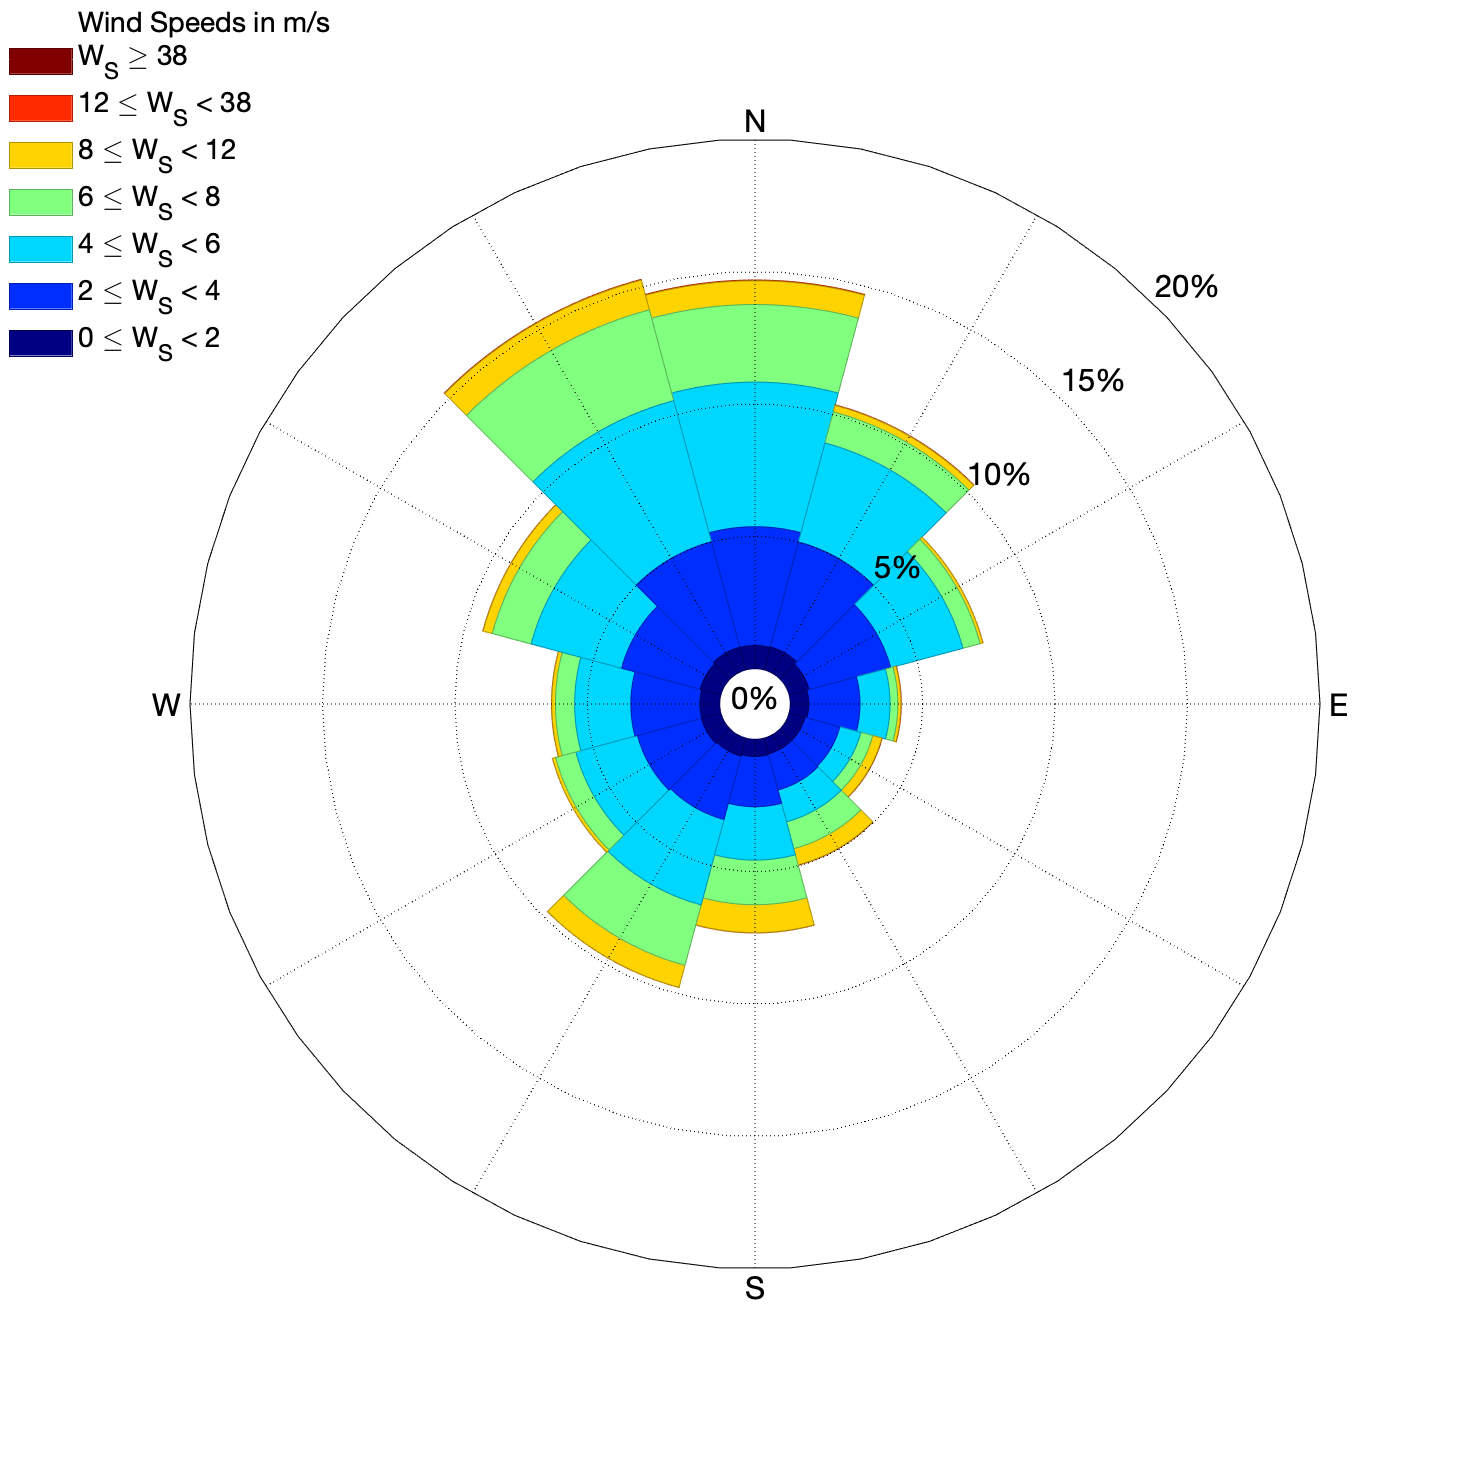 Wind Speeds in m/s
W_S ≥ 38
12 ≤ W_S < 38
8 ≤ W_S < 12
6 ≤ W_S < 8
4 ≤ W_S < 6
2 ≤ W_S < 4
0 ≤ W_S < 2
N
20%
15%
10%
5%
0%
W
E
S